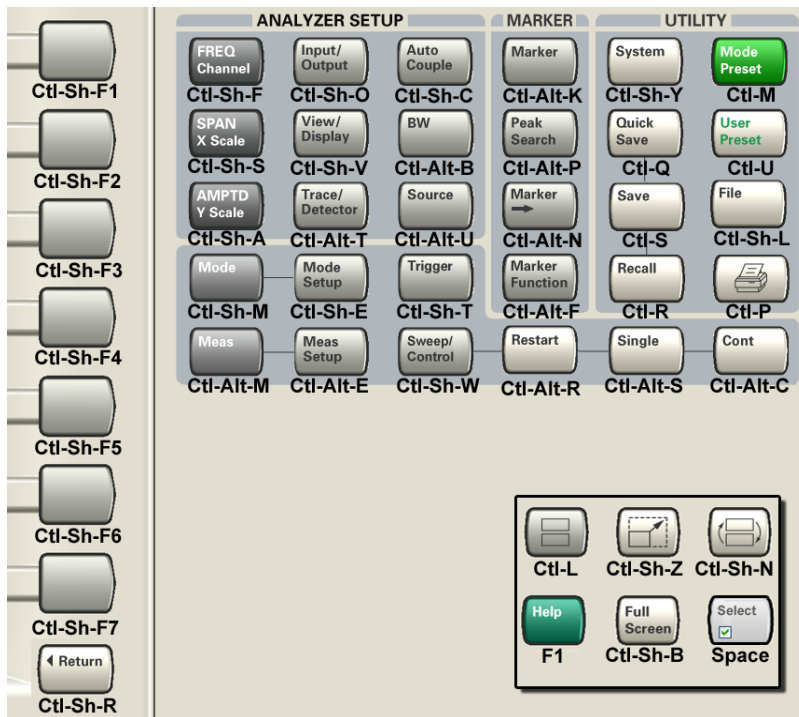 ANALYZER SETUP
MARKER
UTILITY
FREQ
Channel
Input/
Output
Auto
Couple
Marker
System
Mode
Preset
Ctl-Sh-F1
Ctl-Sh-F
Ctl-Sh-O
Ctl-Sh-C
Ctl-Alt-K
Ctl-Sh-Y
Ctl-M
SPAN
X Scale
View/
Display
BW
Peak
Search
Quick
Save
User
Preset
Ctl-Sh-F2
Ctl-Sh-S
Ctl-Sh-V
Ctl-Alt-B
Ctl-Alt-P
Ctl-Q
Ctl-U
AMPTD
Y Scale
Trace/
Detector
Source
Marker
Save
File
Ctl-Sh-F3
Ctl-Sh-A
Ctl-Alt-T
Ctl-Alt-U
Ctl-Alt-N
Ctl-S
Ctl-Sh-L
Mode
Mode
Setup
Trigger
Marker
Function
Recall
Ctl-Sh-M
Ctl-Sh-E
Ctl-Sh-T
Ctl-Alt-F
Ctl-R
Ctl-P
Ctl-Sh-F4
Meas
Meas
Setup
Sweep/
Control
Restart
Single
Cont
Ctl-Alt-M
Ctl-Alt-E
Ctl-Sh-W
Ctl-Alt-R
Ctl-Alt-S
Ctl-Alt-C
Ctl-Sh-F5
Ctl-Sh-F6
Ctl-Sh-F7
Return
Ctl-Sh-R
Ctl-L
Ctl-Sh-Z
Ctl-Sh-N
Help
Full
Screen
Select
F1
Ctl-Sh-B
Space